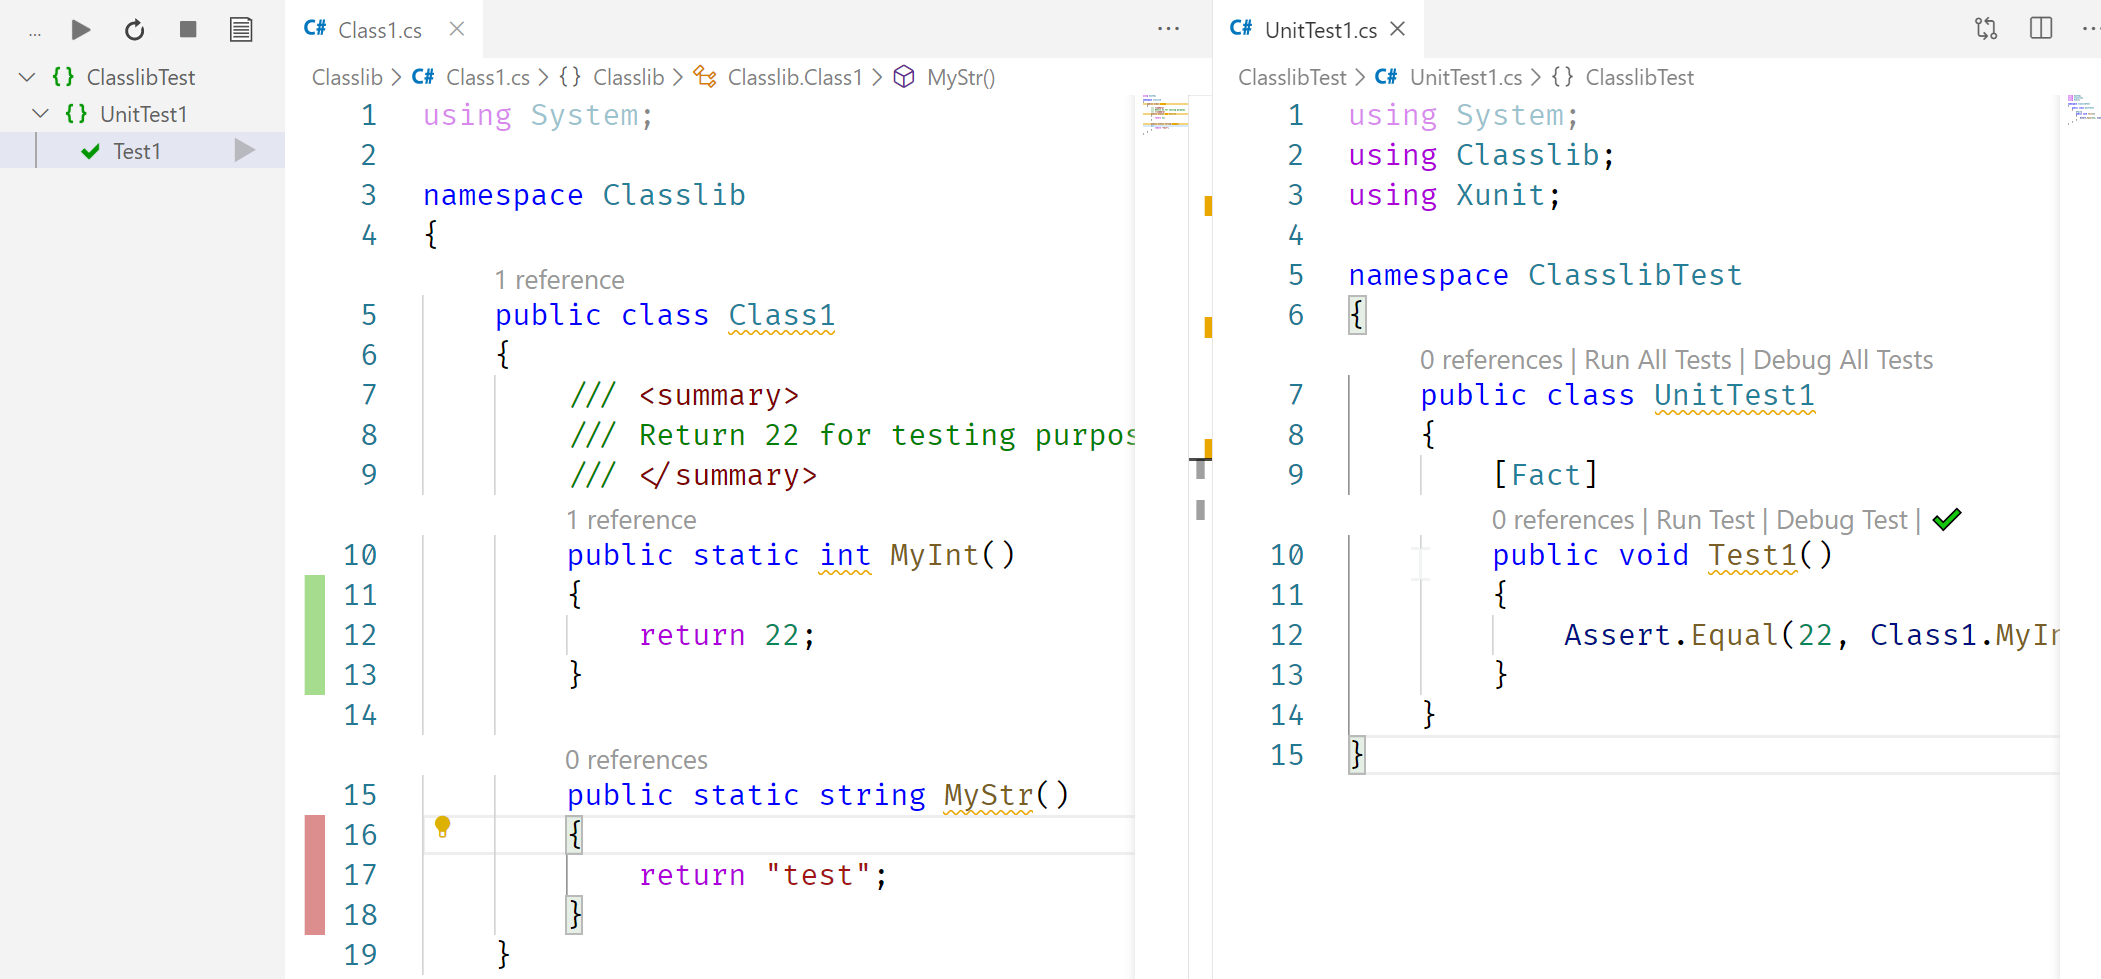 ...
ClasslibTest
UnitTest1
Test1
C# Class1.cs
Classlib > C# Class1.cs > {} Classlib > Classlib.Class1 > MyStr()
1 using System;
2
3 namespace Classlib
4 {
1 reference
5 public class Class1
6 {
7 /// <summary>
8 /// Return 22 for testing purpos
9 /// </summary>
1 reference
10 public static int MyInt()
11 {
12 return 22;
13 }
14
0 references
15 public static string MyStr()
16 {
17 return "test";
18 }
19 }
C# UnitTest1.cs
ClasslibTest > C# UnitTest1.cs > {} ClasslibTest
1 using System;
2 using Classlib;
3 using Xunit;
4
5 namespace ClasslibTest
6 {
0 references | Run All Tests | Debug All Tests
7 public class UnitTest1
8 {
9 [Fact]
0 references | Run Test | Debug Test |
10 public void Test1()
11 {
12 Assert.Equal(22, Class1.MyIn
13 }
14 }
15 }